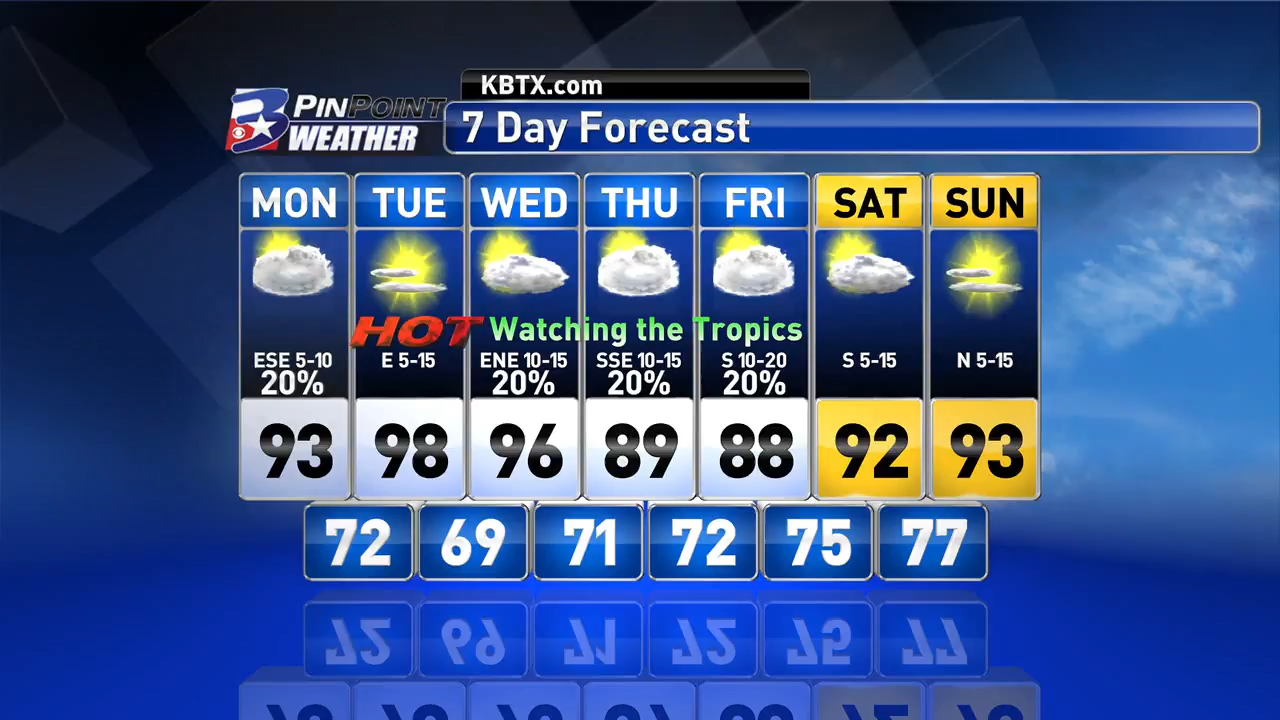 KBTX.com
3 PINPOINT
WEATHER
7 Day Forecast
MON TUE WED THU FRI SAT SUN
HOT Watching the Tropics
ESE 5-10 E 5-15 ENE 10-15 SSE 10-15 S 10-20 S 5-15 N 5-15
20% 20% 20% 20%
93 98 96 89 88 92 93
72 69 71 72 75 77